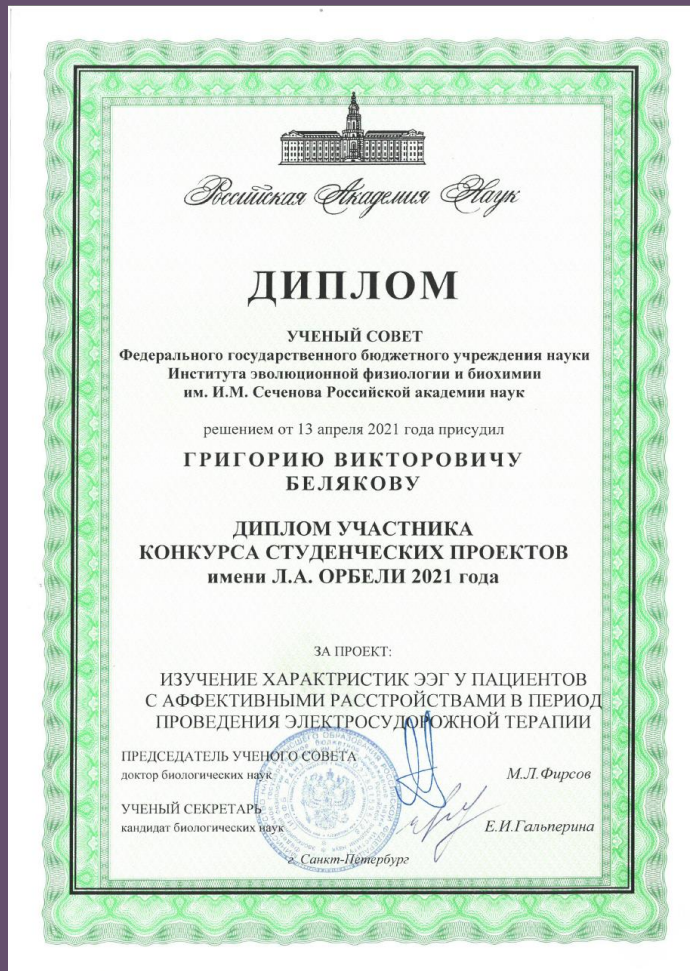 Российская Академия Наук
ДИПЛОМ
УЧЕНЫЙ СОВЕТ
Федерального государственного бюджетного учреждения науки
Института эволюционной физиологии и биохимии
им. И.М. Сеченова Российской академии наук
решением от 13 апреля 2021 года присудил
ГРИГОРИЮ ВИКТОРОВИЧУ
БЕЛЯКОВУ
ДИПЛОМ УЧАСТНИКА
КОНКУРСА СТУДЕНЧЕСКИХ ПРОЕКТОВ
имени Л.А. ОРБЕЛИ 2021 года
ЗА ПРОЕКТ:
ИЗУЧЕНИЕ ХАРАКТРИСТИК ЭЭГ У ПАЦИЕНТОВ
С АФФЕКТИВНЫМИ РАССТРОЙСТВАМИ В ПЕРИОД
ПРОВЕДЕНИЯ ЭЛЕКТРОСУДОРОЖНОЙ ТЕРАПИИ
ПРЕДСЕДАТЕЛЬ УЧЕНОГО СОВЕТА
доктор биологических наук М.Л.Фирсов
УЧЕНЫЙ СЕКРЕТАРЬ
кандидат биологических наук Е.И.Гальперина
г. Санкт-Петербург